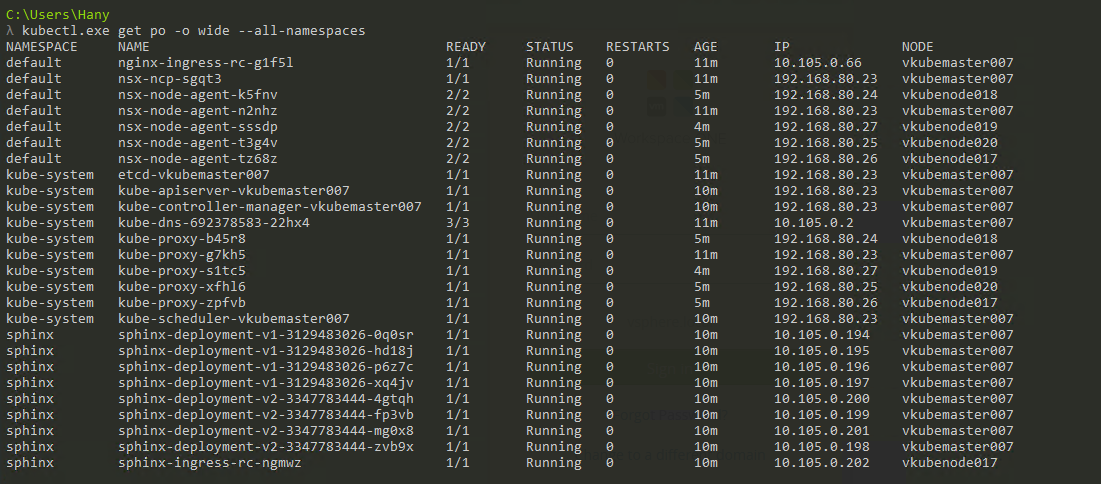 C:\Users\Hany
λ kubectl.exe get po -o wide --all-namespaces
NAMESPACE NAME READY STATUS RESTARTS AGE IP NODE
default nginx-ingress-rc-g1f5l 1/1 Running 0 11m 10.105.0.66 vkubemaster007
default nsx-ncp-sgqt3 1/1 Running 0 11m 192.168.80.23 vkubemaster007
default nsx-node-agent-k5fnv 2/2 Running 0 5m 192.168.80.24 vkubenode018
default nsx-node-agent-n2nhz 2/2 Running 0 11m 192.168.80.23 vkubemaster007
default nsx-node-agent-sssdp 2/2 Running 0 4m 192.168.80.27 vkubenode019
default nsx-node-agent-t3g4v 2/2 Running 0 5m 192.168.80.25 vkubenode020
default nsx-node-agent-tz68z 2/2 Running 0 5m 192.168.80.26 vkubenode017
kube-system etcd-vkubemaster007 1/1 Running 0 11m 192.168.80.23 vkubemaster007
kube-system kube-apiserver-vkubemaster007 1/1 Running 0 10m 192.168.80.23 vkubemaster007
kube-system kube-controller-manager-vkubemaster007 1/1 Running 0 10m 192.168.80.23 vkubemaster007
kube-system kube-dns-692378583-22hx4 3/3 Running 0 11m 10.105.0.2 vkubemaster007
kube-system kube-proxy-b45r8 1/1 Running 0 5m 192.168.80.24 vkubenode018
kube-system kube-proxy-g7kh5 1/1 Running 0 11m 192.168.80.23 vkubemaster007
kube-system kube-proxy-s1tc5 1/1 Running 0 4m 192.168.80.27 vkubenode019
kube-system kube-proxy-xfhl6 1/1 Running 0 5m 192.168.80.25 vkubenode020
kube-system kube-proxy-zpfvb 1/1 Running 0 5m 192.168.80.26 vkubenode017
kube-system kube-scheduler-vkubemaster007 1/1 Running 0 10m 192.168.80.23 vkubemaster007
sphinx sphinx-deployment-v1-3129483026-0q0sr 1/1 Running 0 10m 10.105.0.194 vkubemaster007
sphinx sphinx-deployment-v1-3129483026-hd18j 1/1 Running 0 10m 10.105.0.195 vkubemaster007
sphinx sphinx-deployment-v1-3129483026-p6z7c 1/1 Running 0 10m 10.105.0.196 vkubemaster007
sphinx sphinx-deployment-v1-3129483026-xq4jv 1/1 Running 0 10m 10.105.0.197 vkubemaster007
sphinx sphinx-deployment-v2-3347783444-4gtqh 1/1 Running 0 10m 10.105.0.200 vkubemaster007
sphinx sphinx-deployment-v2-3347783444-fp3vb 1/1 Running 0 10m 10.105.0.199 vkubemaster007
sphinx sphinx-deployment-v2-3347783444-mg0x8 1/1 Running 0 10m 10.105.0.201 vkubemaster007
sphinx sphinx-deployment-v2-3347783444-zvb9x 1/1 Running 0 10m 10.105.0.198 vkubemaster007
sphinx sphinx-ingress-rc-ngmwz 1/1 Running 0 10m 10.105.0.202 vkubenode017